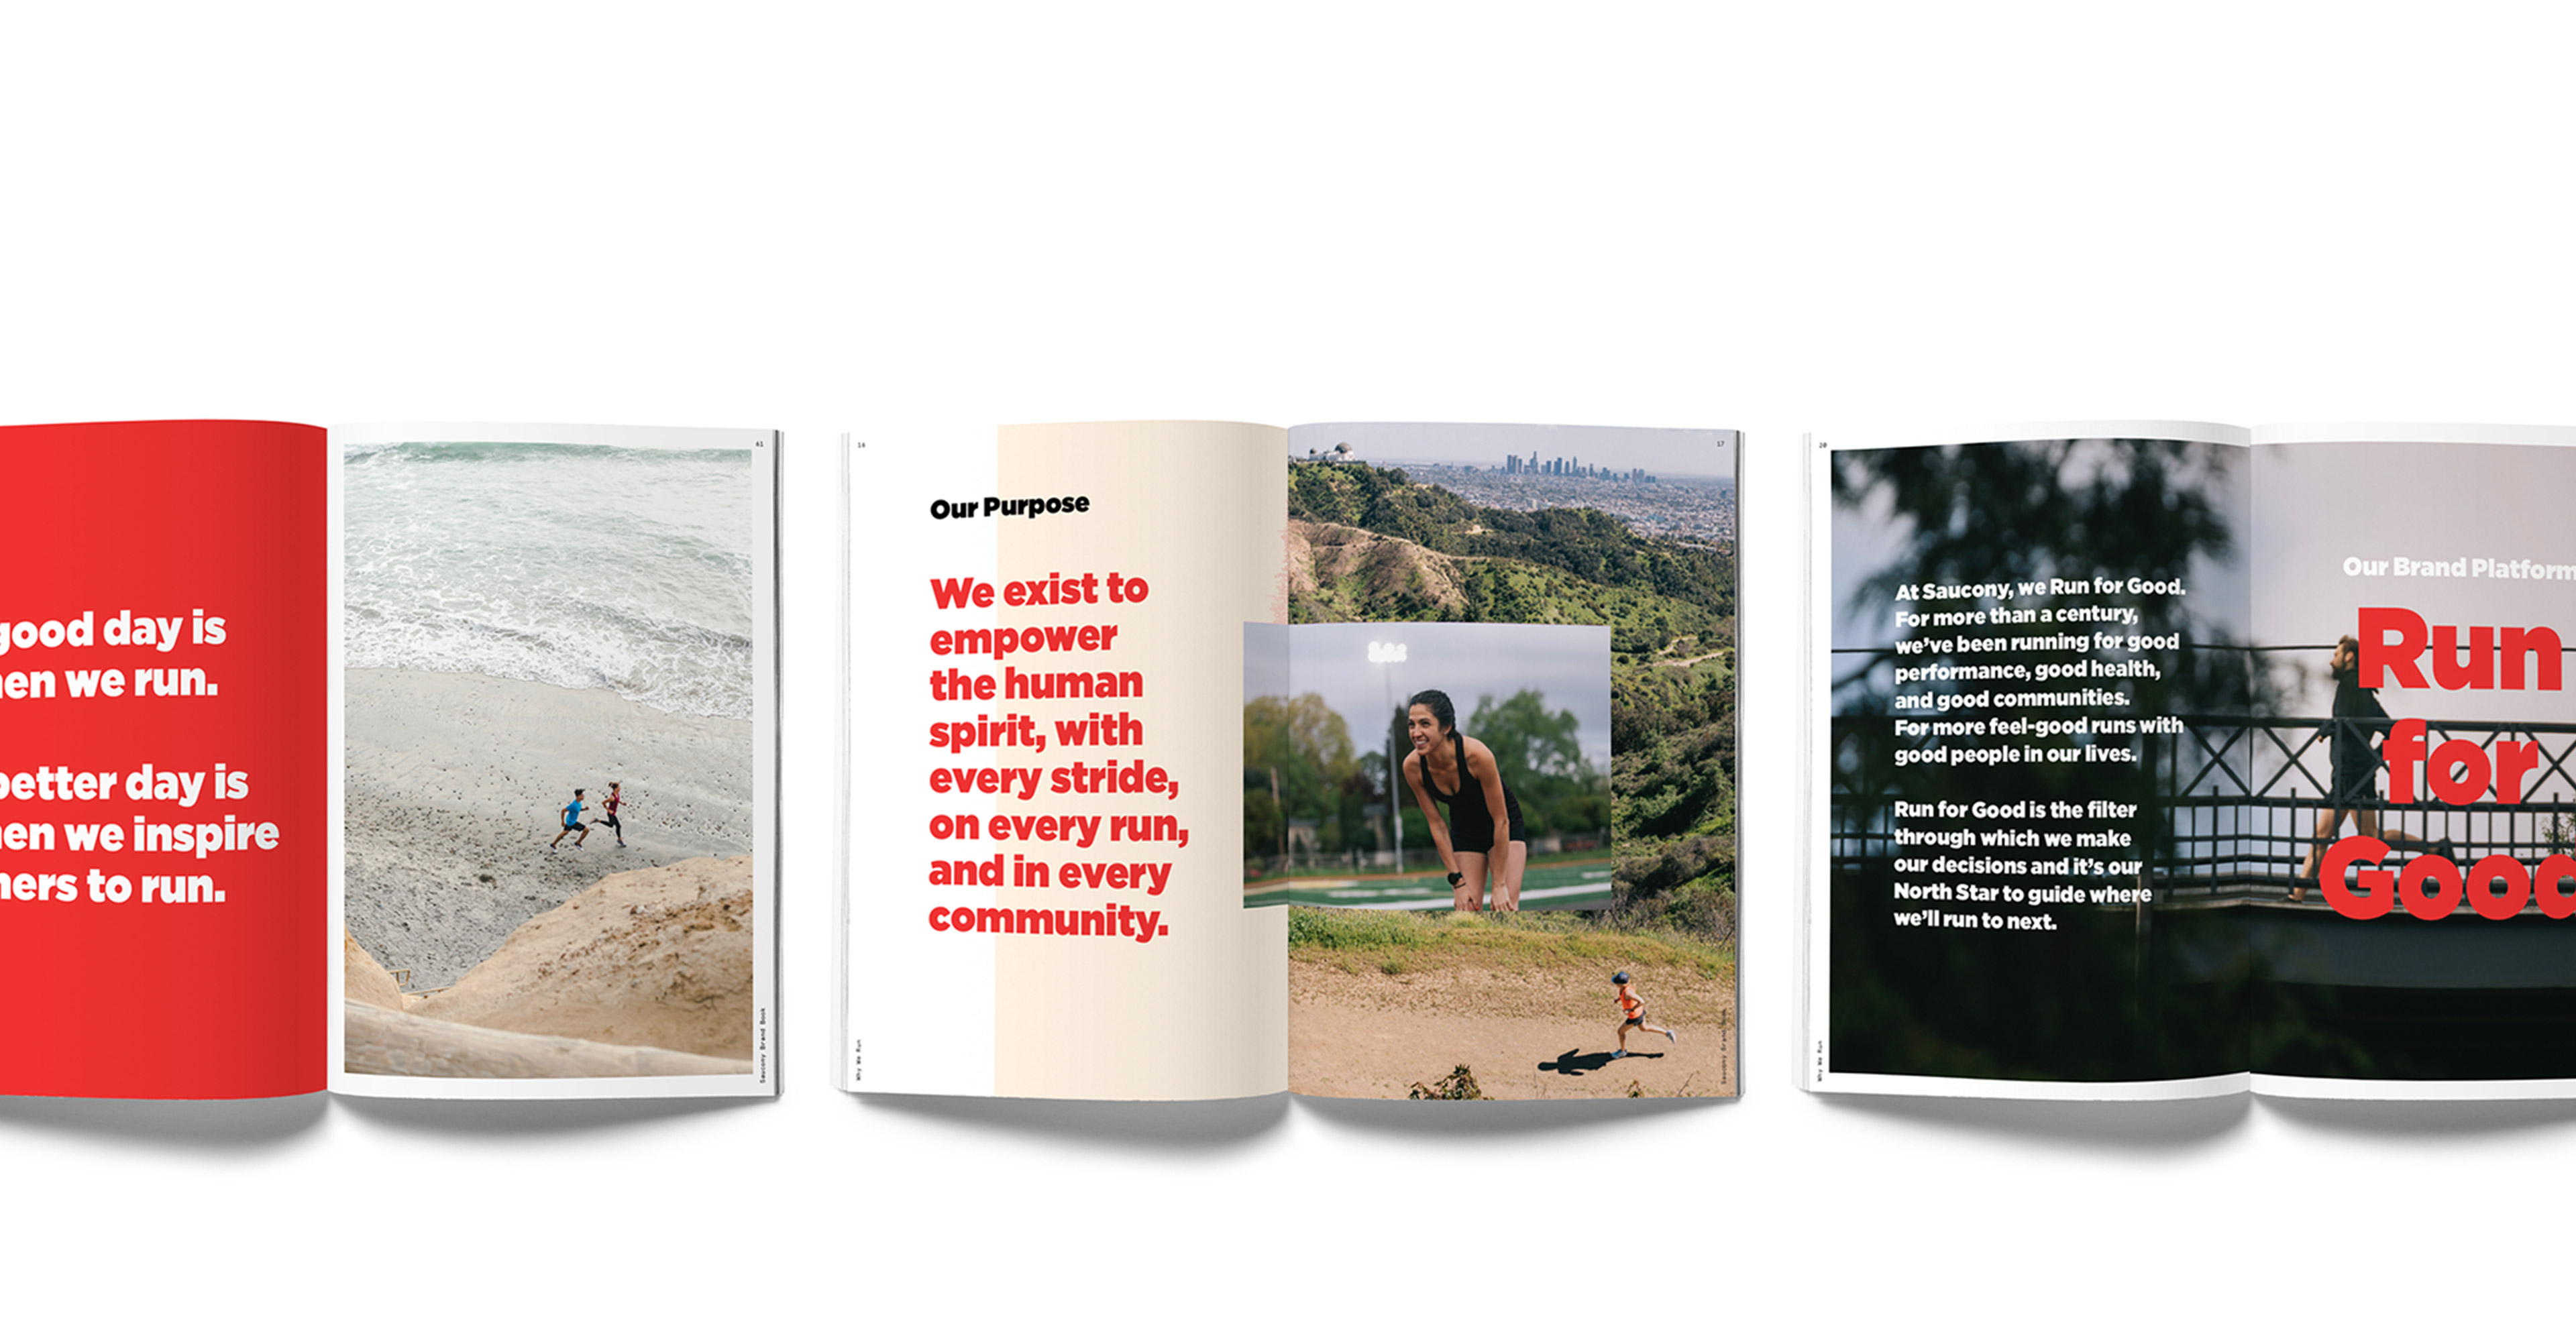 good day is
en we run.
better day is
en we inspire
ers to run.
61
Saucony Brand Book
16
Our Purpose
We exist to
empower
the human
spirit, with
every stride,
on every run,
and in every
community.
Why We Run
17
Saucony Brand Book
20
At Saucony, we Run for Good.
For more than a century,
we've been running for good
performance, good health,
and good communities.
For more feel-good runs with
good people in our lives.
Run for Good is the filter
through which we make
our decisions and it's our
North Star to guide where
we'll run to next.
Why We Run
Our Brand Platform
Run
for
Good